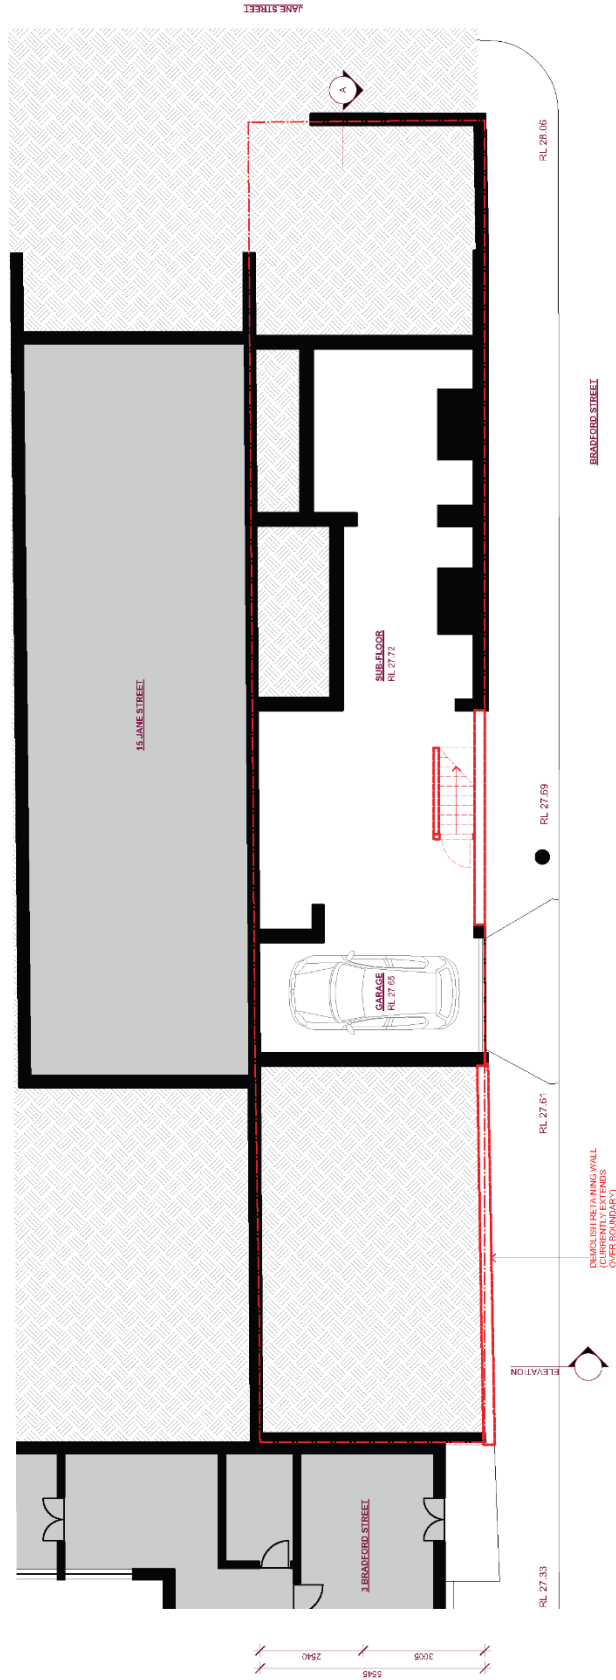 JANE STREET
A
RL 28.06
BRADFORD STREET
SUB-FLOOR
RL 27.72
15 JANE STREET
RL 27.69
GARAGE
RL 27.65
RL 27.61
DEMOLISH RETAINING WALL
(CURRENTLY EXTENDS
OVER BOUNDARY)
ELEVATION
3 BRADFORD STREET
RL 27.33
2540
3005
5545